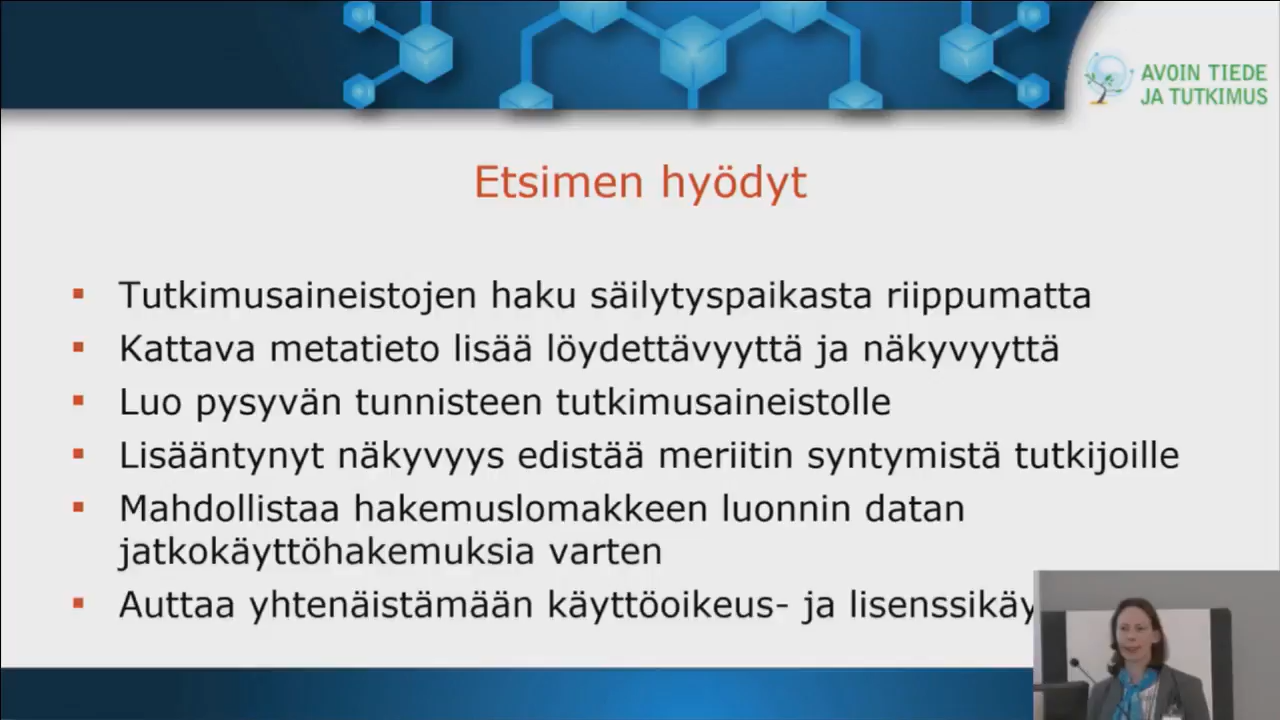 AVOIN TIEDE
JA TUTKIMUS
Etsimen hyödyt
Tutkimusaineistojen haku säilytyspaikasta riippumatta
Kattava metatieto lisää löydettävyyttä ja näkyvyyttä
Luo pysyvän tunnisteen tutkimusaineistolle
Lisääntynyt näkyvyys edistää meriitin syntymistä tutkijoille
Mahdollistaa hakemuslomakkeen luonnin datan
jatkokäyttöhakemuksia varten
Auttaa yhtenäistämään käyttöoikeus- ja